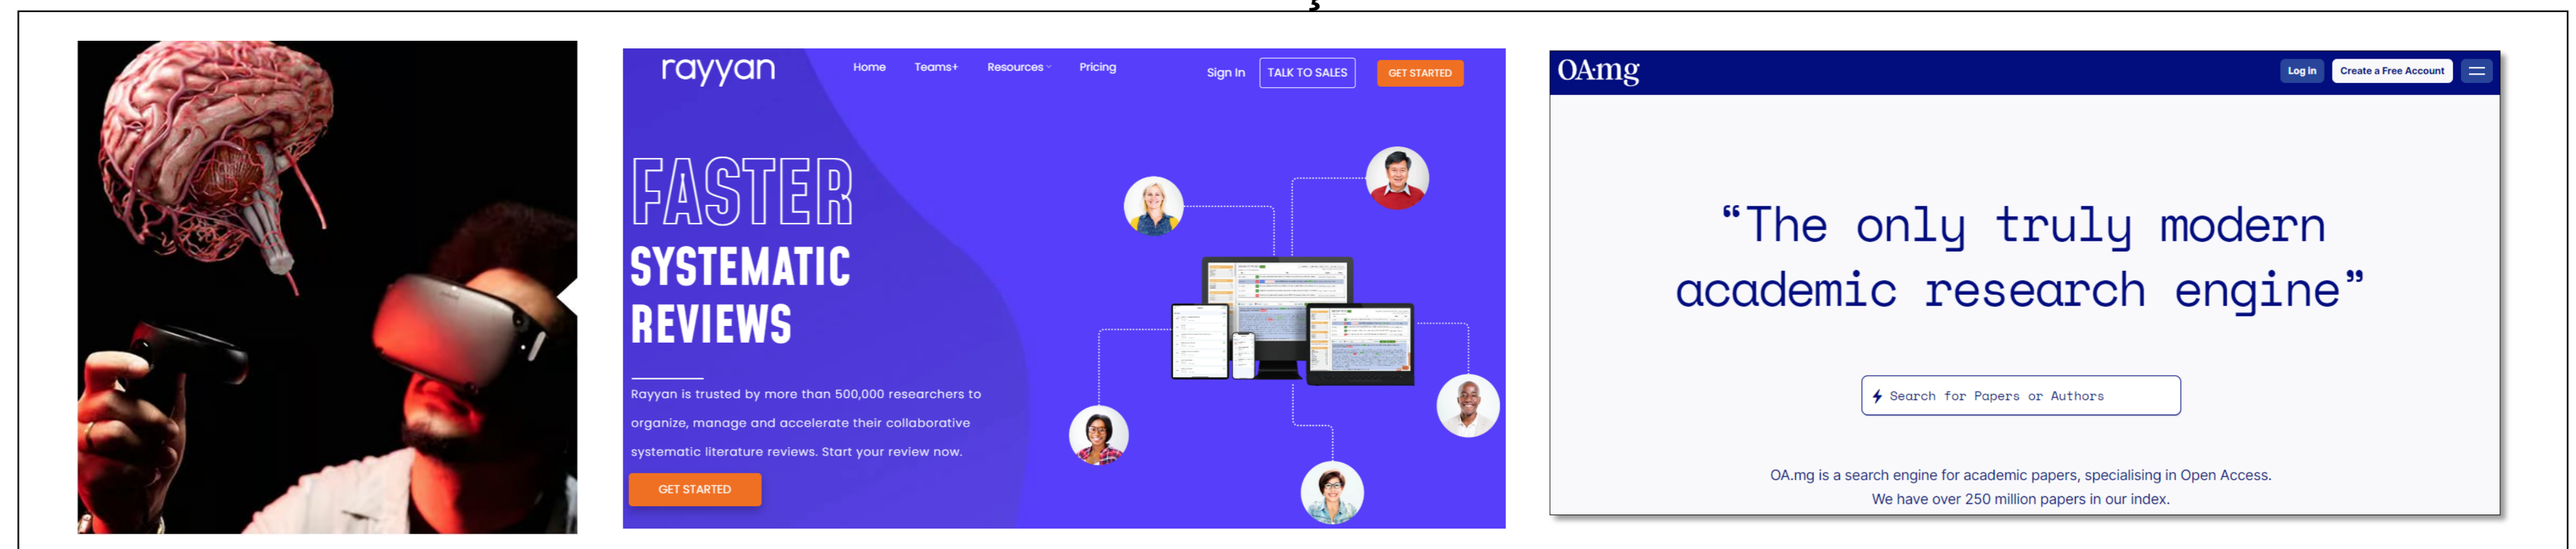 rayyan
Home Teams+ Resources Pricing Sign In TALK TO SALES GET STARTED
FASTER
SYSTEMATIC
REVIEWS
Rayyan is trusted by more than 500,000 researchers to
organize, manage and accelerate their collaborative
systematic literature reviews. Start your review now.
GET STARTED
OA.mg
Log in Create a Free Account
“The only truly modern
academic research engine”
Search for Papers or Authors
OA.mg is a search engine for academic papers, specialising in Open Access.
We have over 250 million papers in our index.